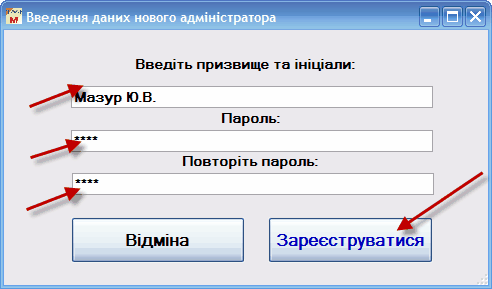 Введення даних нового адміністратора
Введіть призвище та ініціали:
Мазур Ю.В.
Пароль:
****
Повторіть пароль:
****
Відміна
Зареєструватися